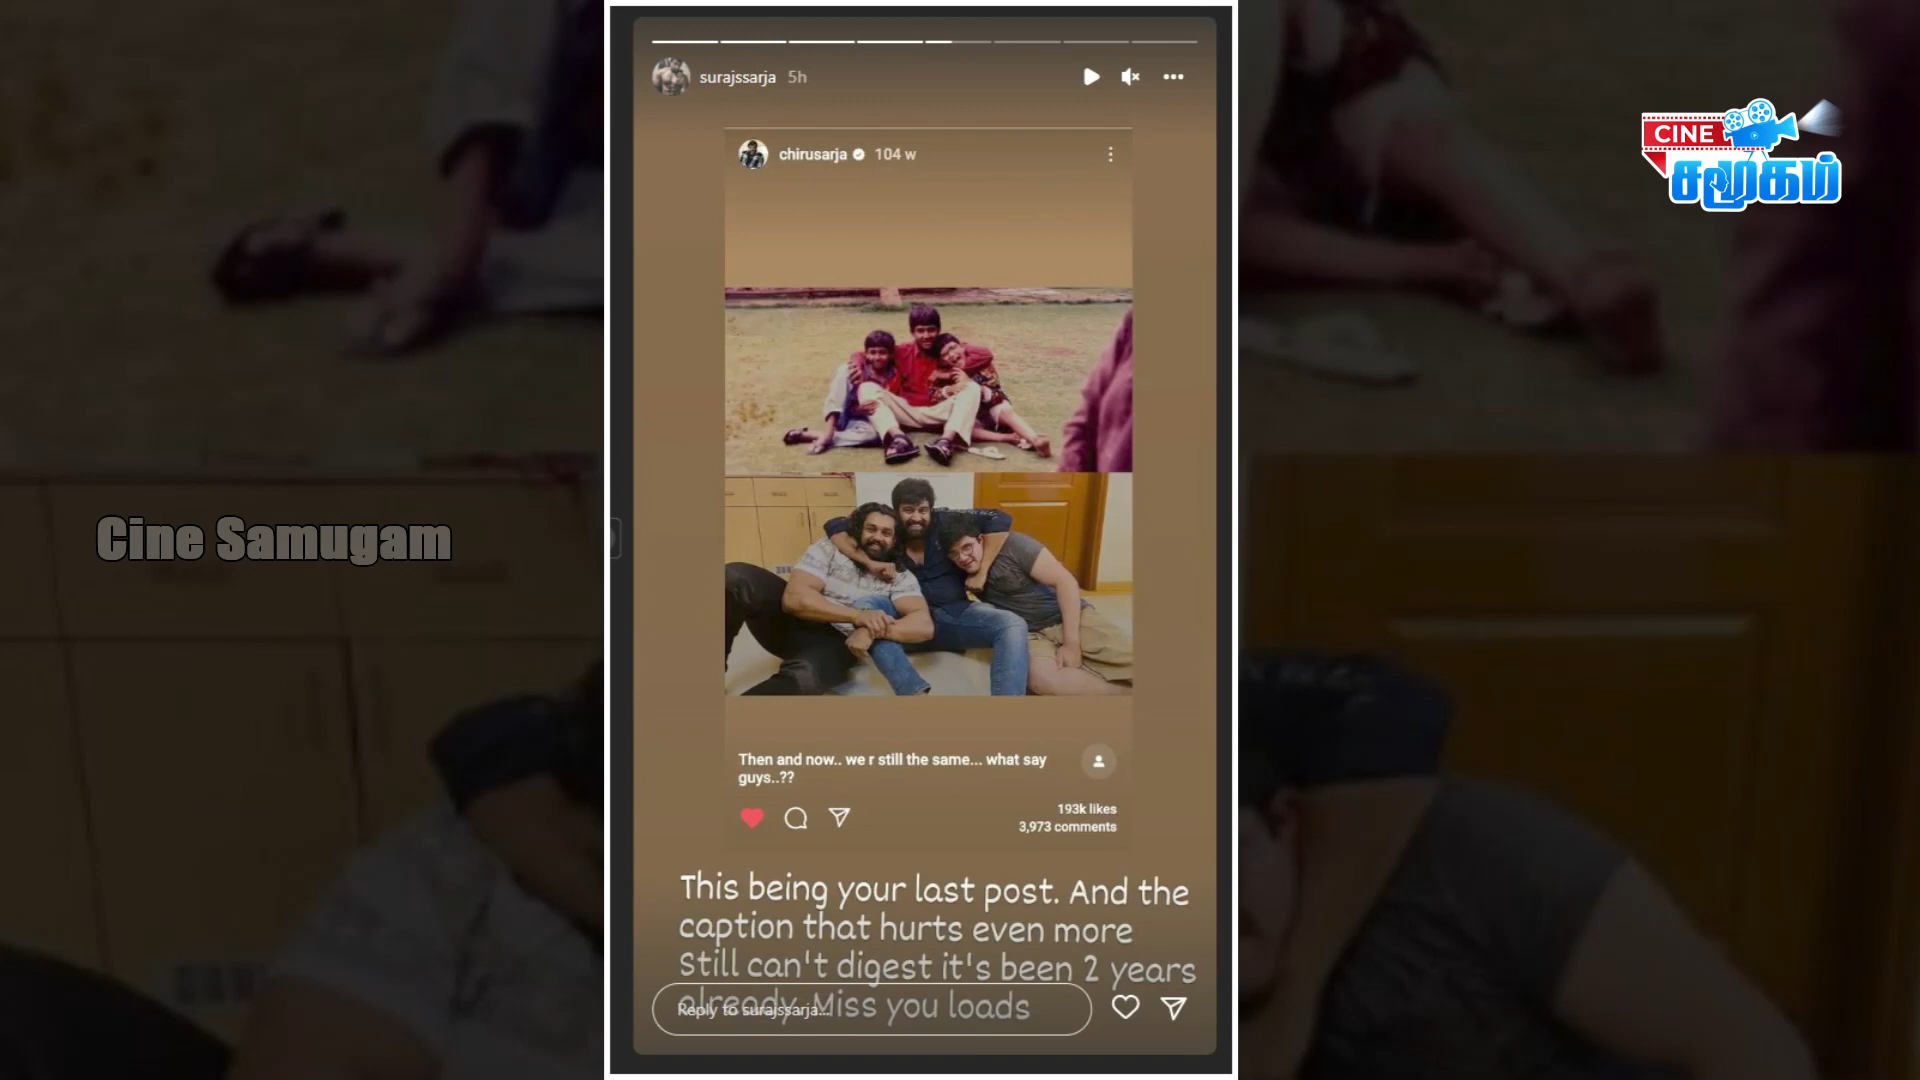 surajssarja 5h
CINE
சமூகம்
chirusarja 104 w
Cine Samugam
Then and now.. we r still the same... what say
guys..??
193k likes
3,973 comments
This being your last post. And the
caption that hurts even more
Still can't digest it's been 2 years
already. Miss you loads
Reply to surajssarja...